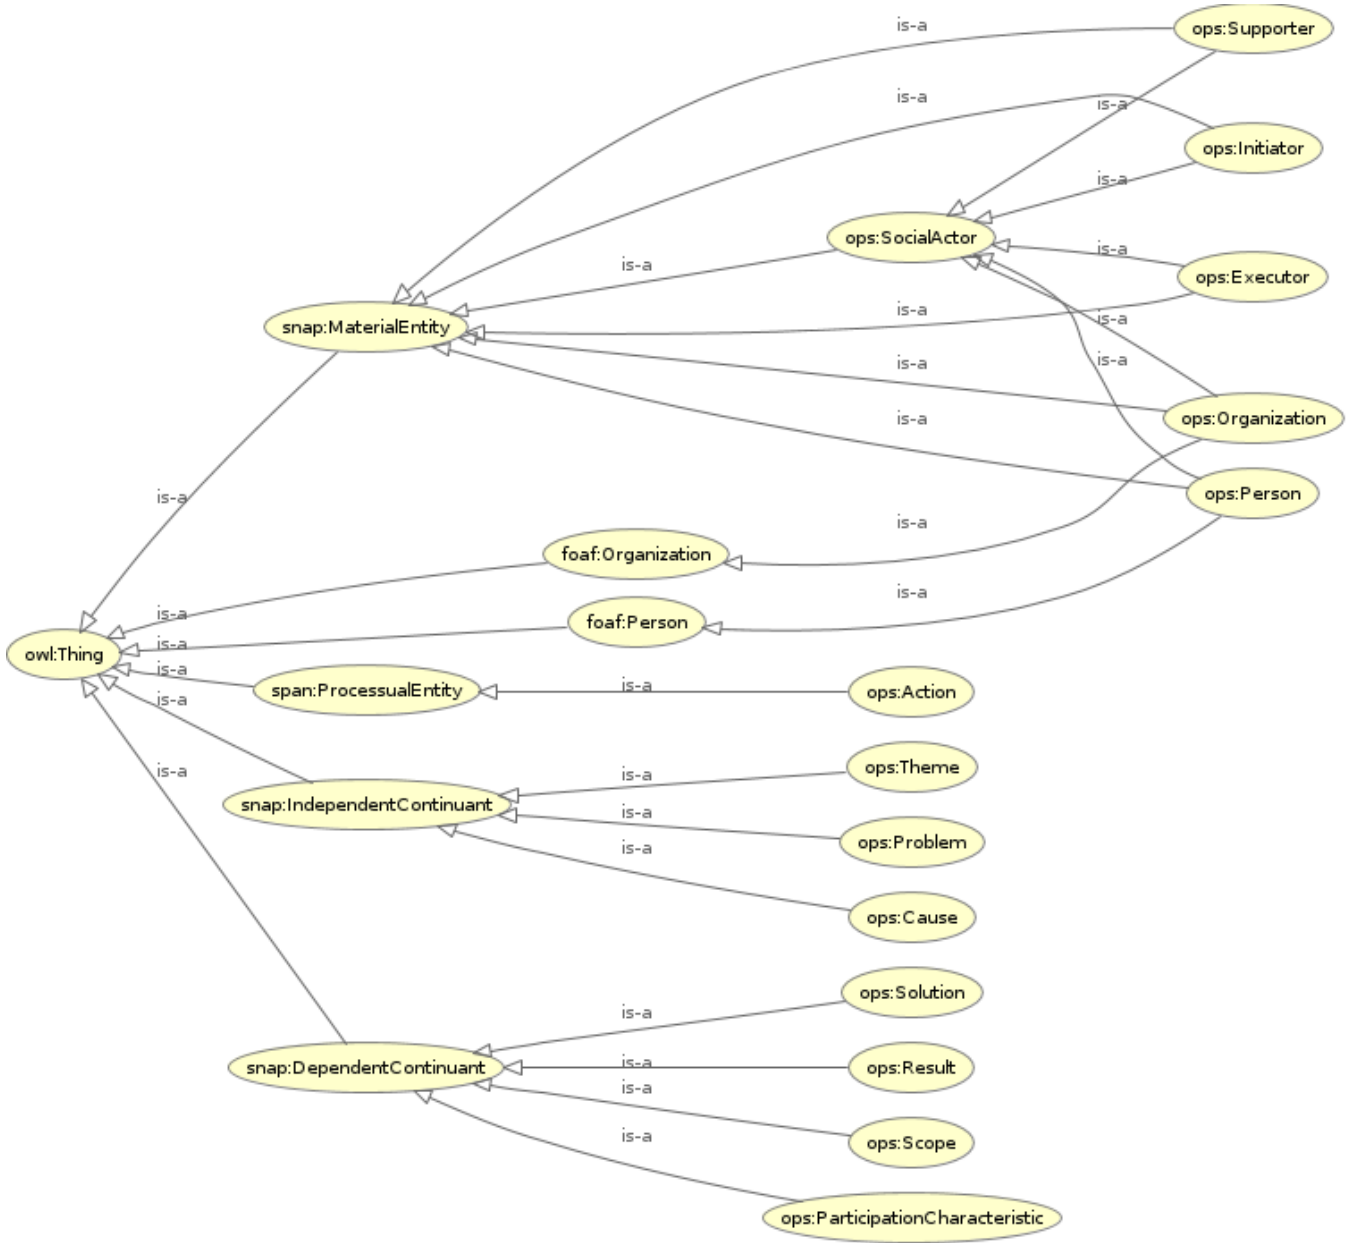 is-a
ops:Supporter
is-a
is-a
ops:Initiator
is-a
ops:SocialActor
is-a
is-a
ops:Executor
is-a
is-a
snap:MaterialEntity
is-a
is-a
is-a
ops:Organization
is-a
ops:Person
is-a
is-a
foaf:Organization
is-a
is-a
foaf:Person
is-a
owl:Thing
is-a
is-a
span:ProcessualEntity
is-a
ops:Action
is-a
ops:Theme
is-a
snap:IndependentContinuant
is-a
ops:Problem
is-a
ops:Cause
ops:Solution
is-a
snap:DependentContinuant
is-a
ops:Result
is-a
ops:Scope
is-a
ops:ParticipationCharacteristic